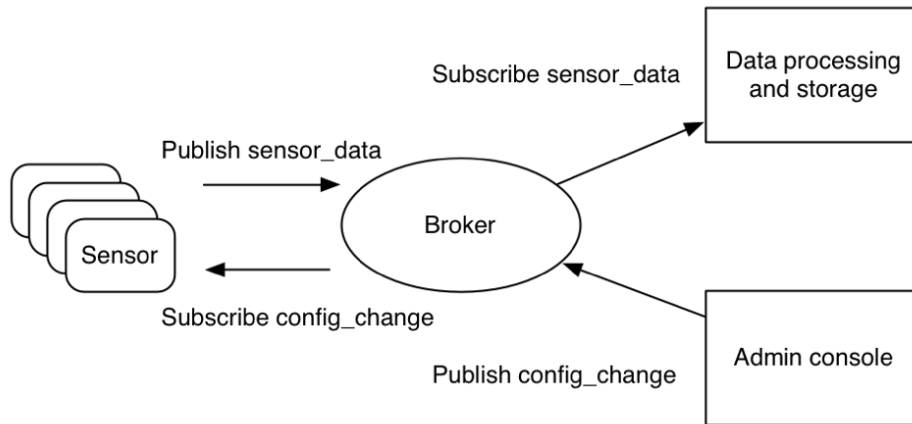 Data processing
and storage
Subscribe sensor_data
Publish sensor_data
Broker
Sensor
Subscribe config_change
Admin console
Publish config_change